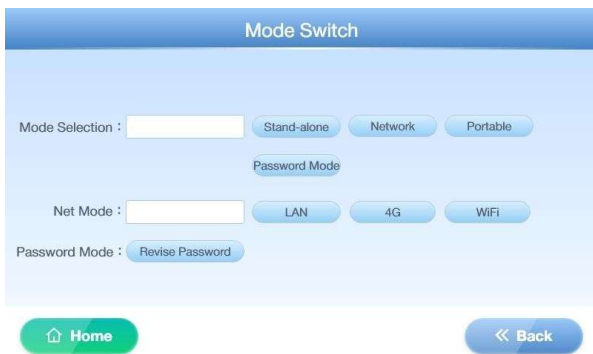 Mode Switch
Mode Selection : Stand-alone Network Portable
Password Mode
Net Mode : LAN 4G WiFi
Password Mode : Revise Password
Home Back